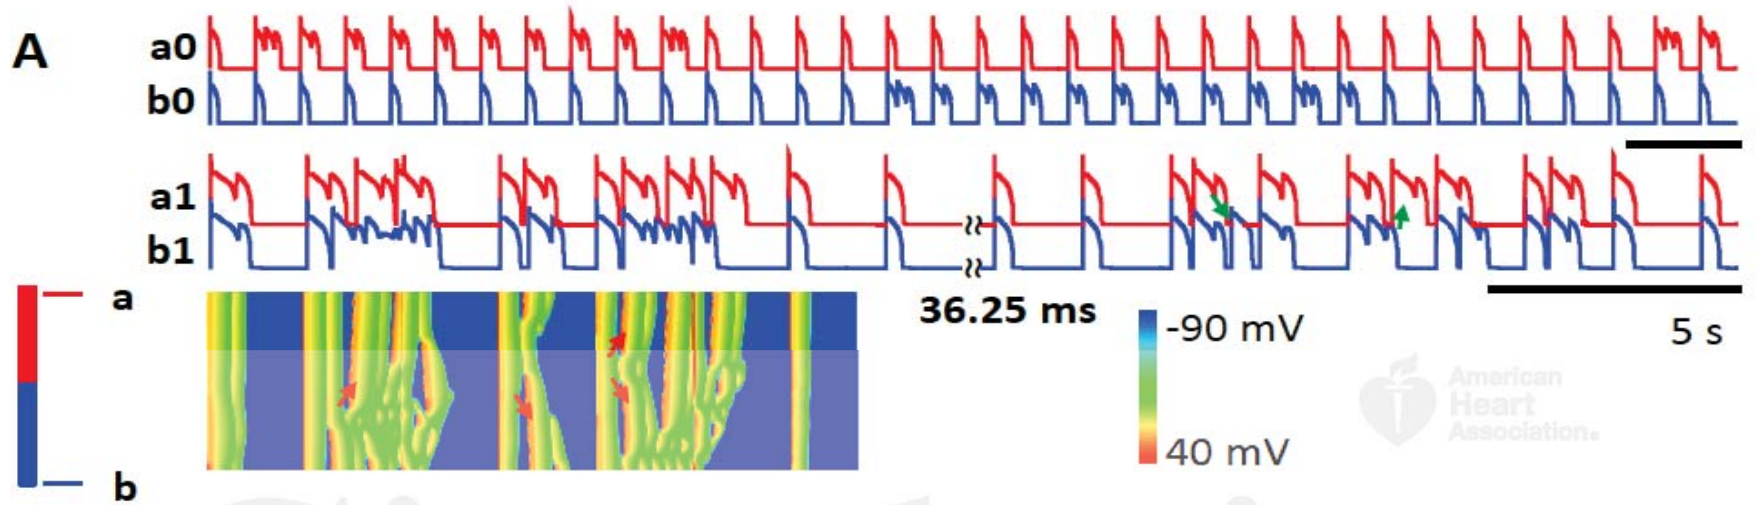 A
a0
b0
a1
b1
a
36.25 ms
-90 mV
5 s
40 mV
b
American
Heart
Association®